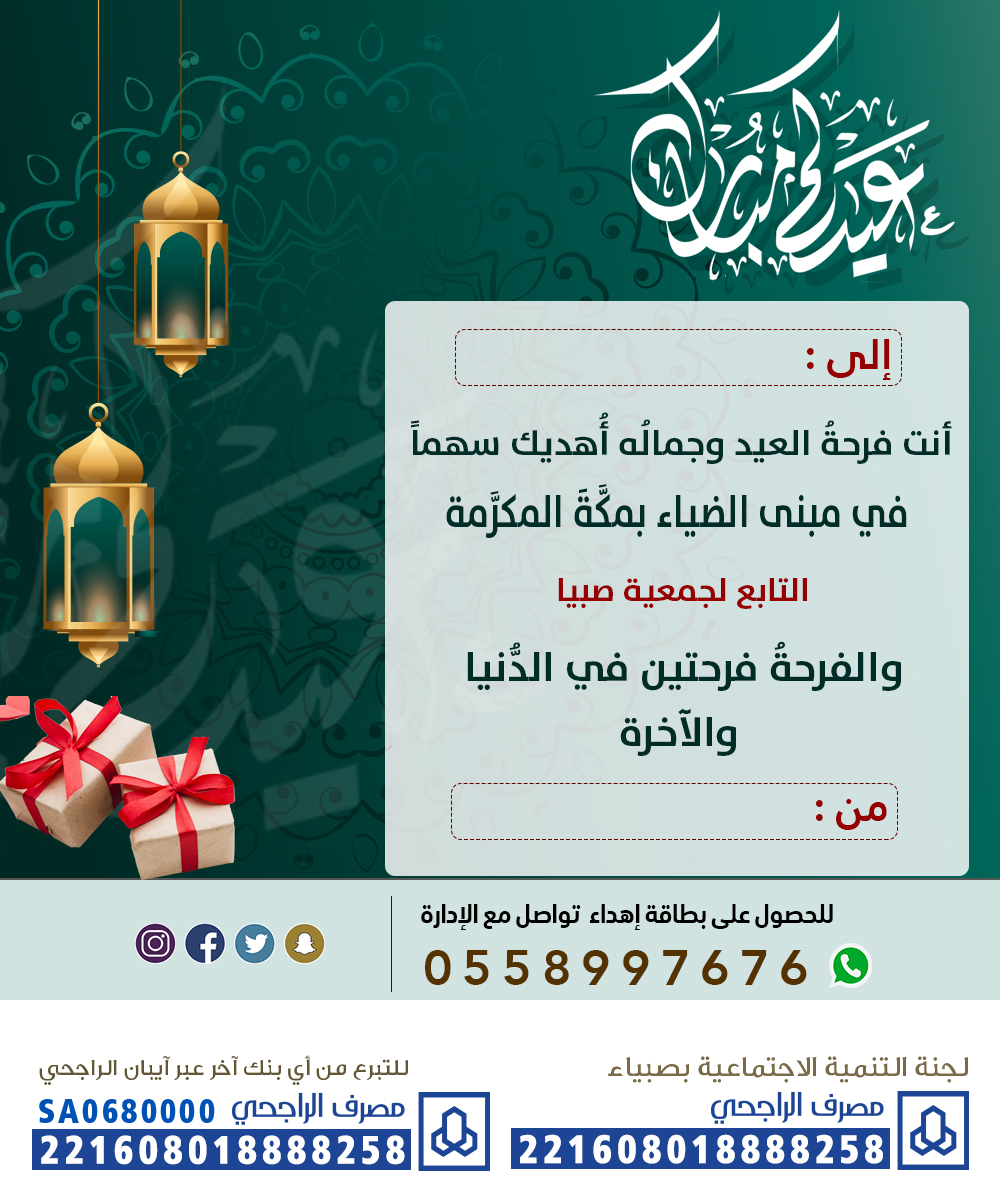 عيدكم مبارك
إلى :
أنت فرحةُ العيد وجمالُه أُهديك سهماً
في مبنى الضياء بمكَّةَ المكرَّمة
التابع لجمعية صبيا
والفرحةُ فرحتين في الدُّنيا
والآخرة
من :
للحصول على بطاقة إهداء تواصل مع الإدارة
0558997676
لجنة التنمية الاجتماعية بصبياء
مصرف الراجحي
221608018888258
للتبرع من أي بنك آخر عبر آيبان الراجحي
مصرف الراجحي SA0680000
221608018888258